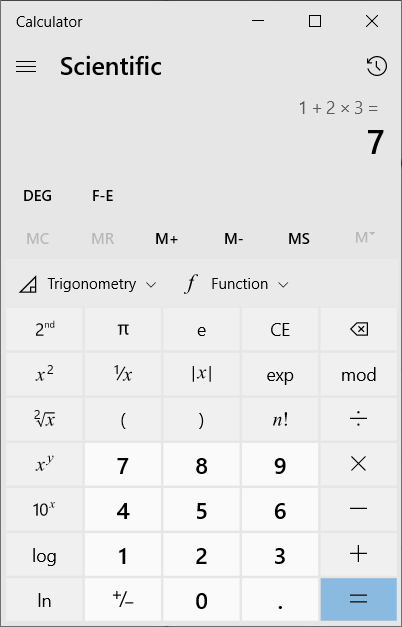 Calculator
Scientific
1 + 2 × 3 =
7
DEG F-E
MC MR M+ M- MS M˅
Trigonometry f Function
2ⁿᵈ π e CE
x² ¹/x |x| exp mod
²√x ( ) n! ÷
xʸ 7 8 9 ×
10ˣ 4 5 6 −
log 1 2 3 +
ln +/− 0 . =